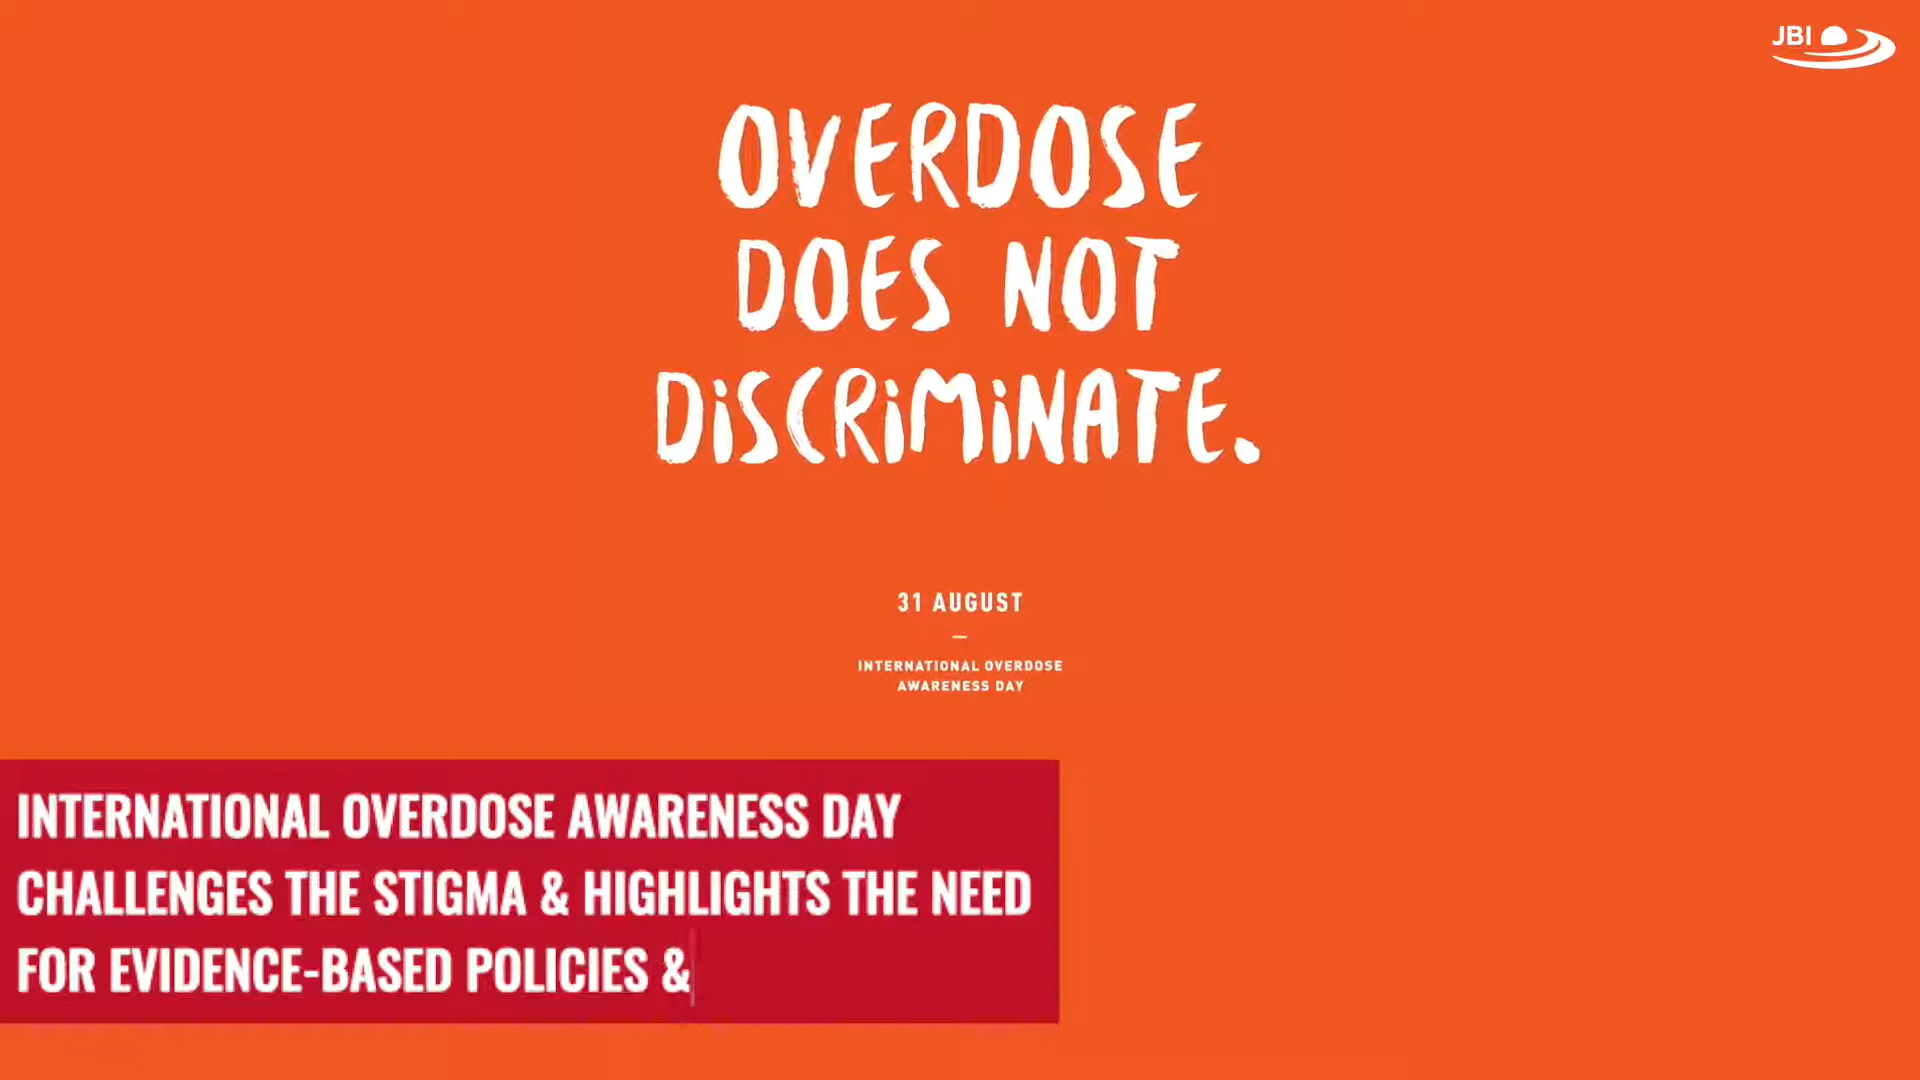 JBI
OVERDOSE
DOES NOT
DiSCRiMiNATE.
31 AUGUST
—
INTERNATIONAL OVERDOSE
AWARENESS DAY
INTERNATIONAL OVERDOSE AWARENESS DAY
CHALLENGES THE STIGMA & HIGHLIGHTS THE NEED
FOR EVIDENCE-BASED POLICIES &